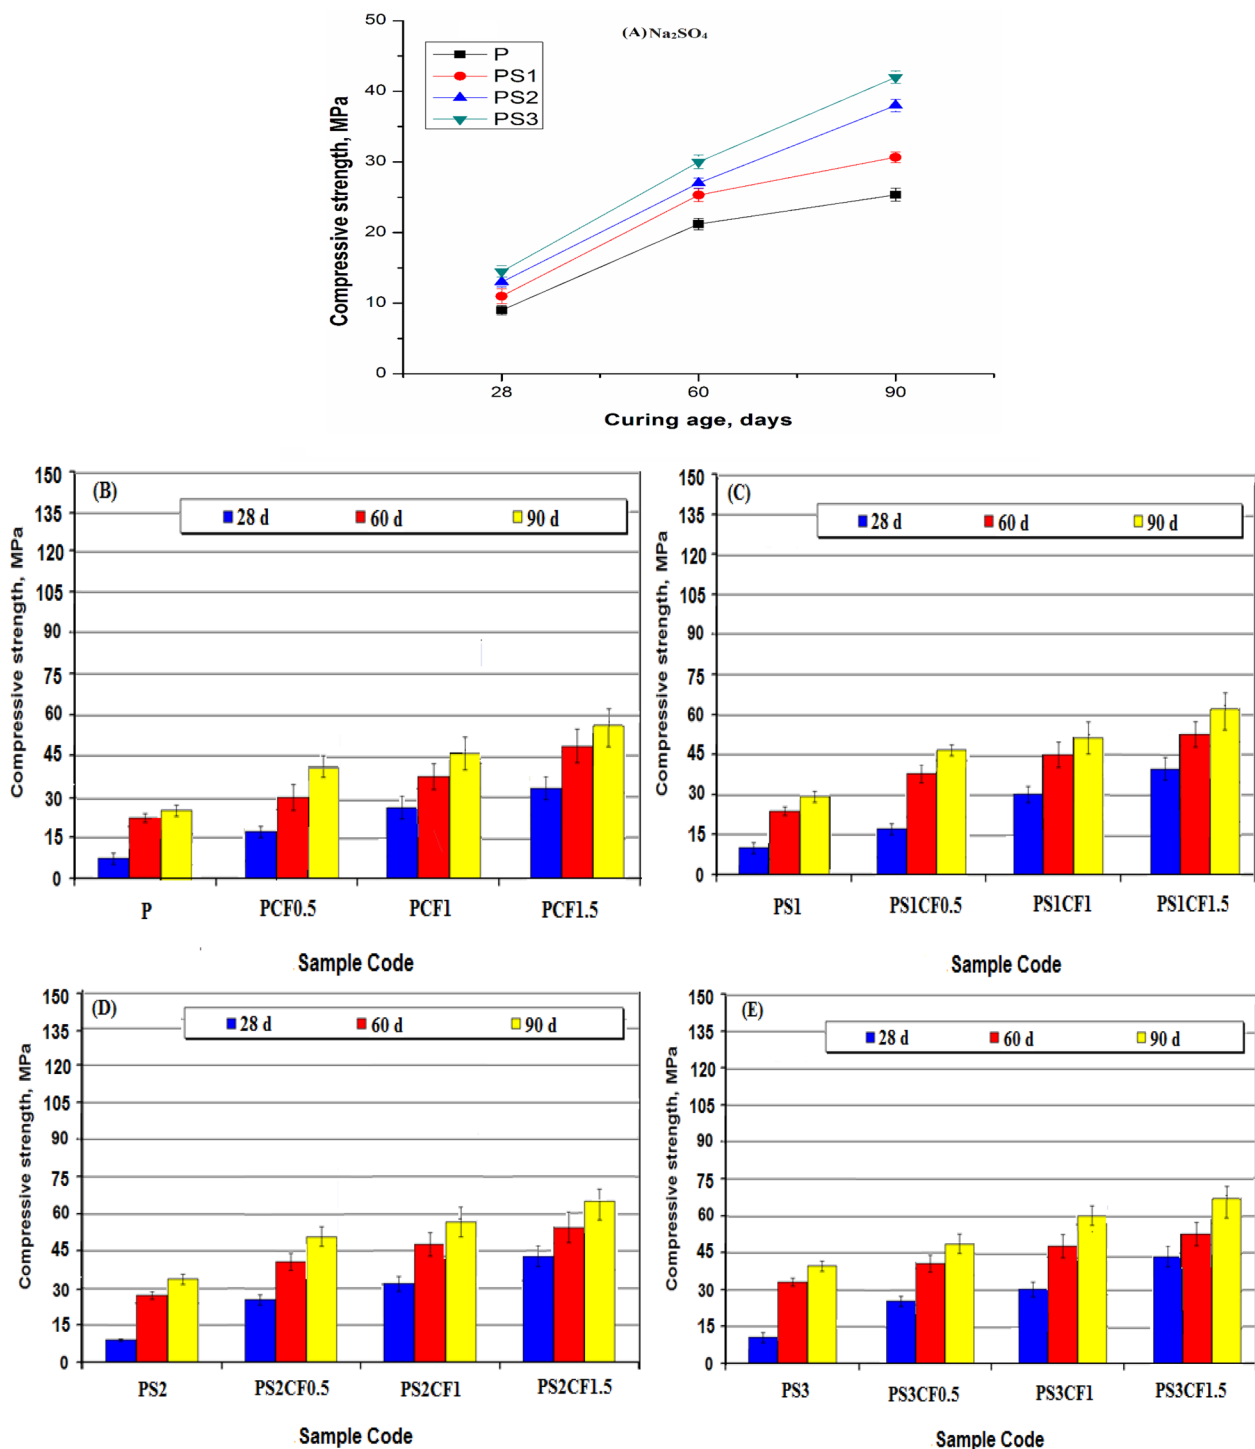 (A) Na₂SO₄
P
PS1
PS2
PS3
50
40
30
20
10
0
Compressive strength, MPa
28 60 90
Curing age, days
(B)
28 d 60 d 90 d
150
135
120
105
90
75
60
45
30
15
0
Compressive strength, MPa
P PCF0.5 PCF1 PCF1.5
Sample Code
(C)
28 d 60 d 90 d
150
135
120
105
90
75
60
45
30
15
0
Compressive strength, MPa
PS1 PS1CF0.5 PS1CF1 PS1CF1.5
Sample Code
(D)
28 d 60 d 90 d
150
135
120
105
90
75
60
45
30
15
0
Compressive strength, MPa
PS2 PS2CF0.5 PS2CF1 PS2CF1.5
Sample Code
(E)
28 d 60 d 90 d
150
135
120
105
90
75
60
45
30
15
0
Compressive strength, MPa
PS3 PS3CF0.5 PS3CF1 PS3CF1.5
Sample Code